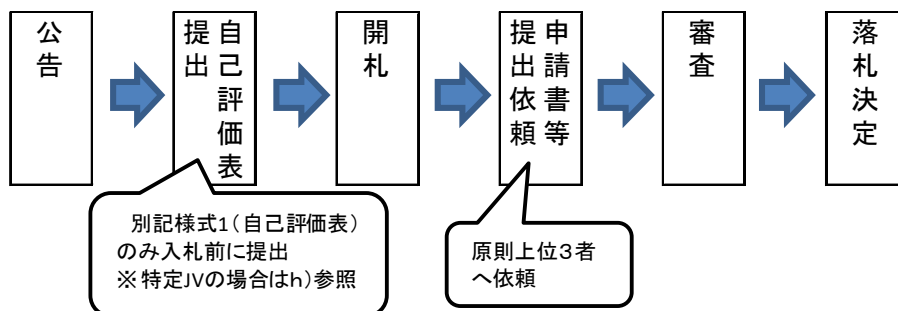 公告
自己評価表
提出
開札
申請書等
提出依頼
審査
落札決定
別記様式1(自己評価表)
のみ入札前に提出
※特定JVの場合はh)参照
原則上位3者
へ依頼